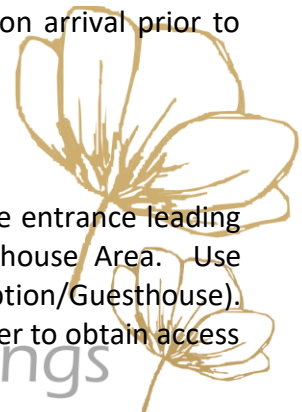 on arrival prior to
e entrance leading
house Area. Use
ption/Guesthouse).
er to obtain access
ngs